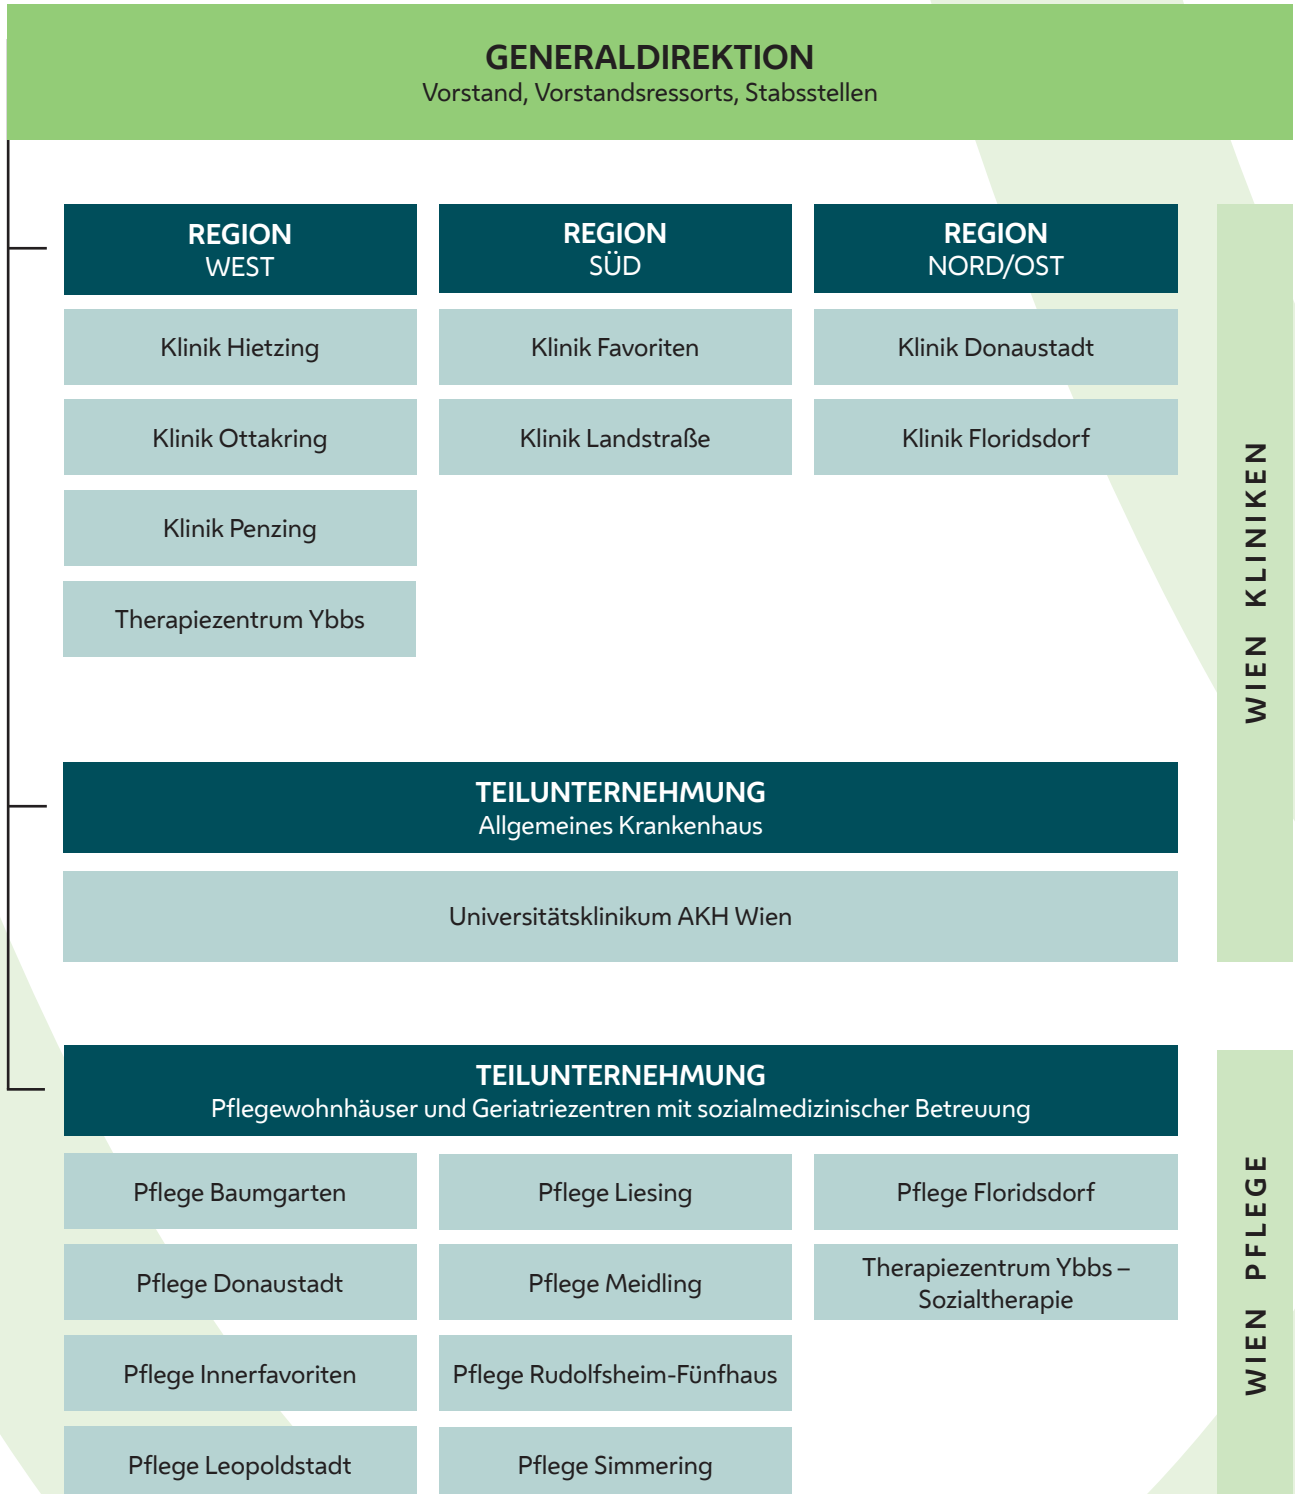 GENERALDIREKTION
Vorstand, Vorstandsressorts, Stabsstellen
REGION
WEST
Klinik Hietzing
Klinik Ottakring
Klinik Penzing
Therapiezentrum Ybbs
REGION
SÜD
Klinik Favoriten
Klinik Landstraße
REGION
NORD/OST
Klinik Donaustadt
Klinik Floridsdorf
TEILUNTERNEHMUNG
Allgemeines Krankenhaus
Universitätsklinikum AKH Wien
WIEN KLINIKEN
TEILUNTERNEHMUNG
Pflegewohnhäuser und Geriatriezentren mit sozialmedizinischer Betreuung
Pflege Baumgarten
Pflege Donaustadt
Pflege Innerfavoriten
Pflege Leopoldstadt
Pflege Liesing
Pflege Meidling
Pflege Rudolfsheim-Fünfhaus
Pflege Simmering
Pflege Floridsdorf
Therapiezentrum Ybbs –
Sozialtherapie
WIEN PFLEGE